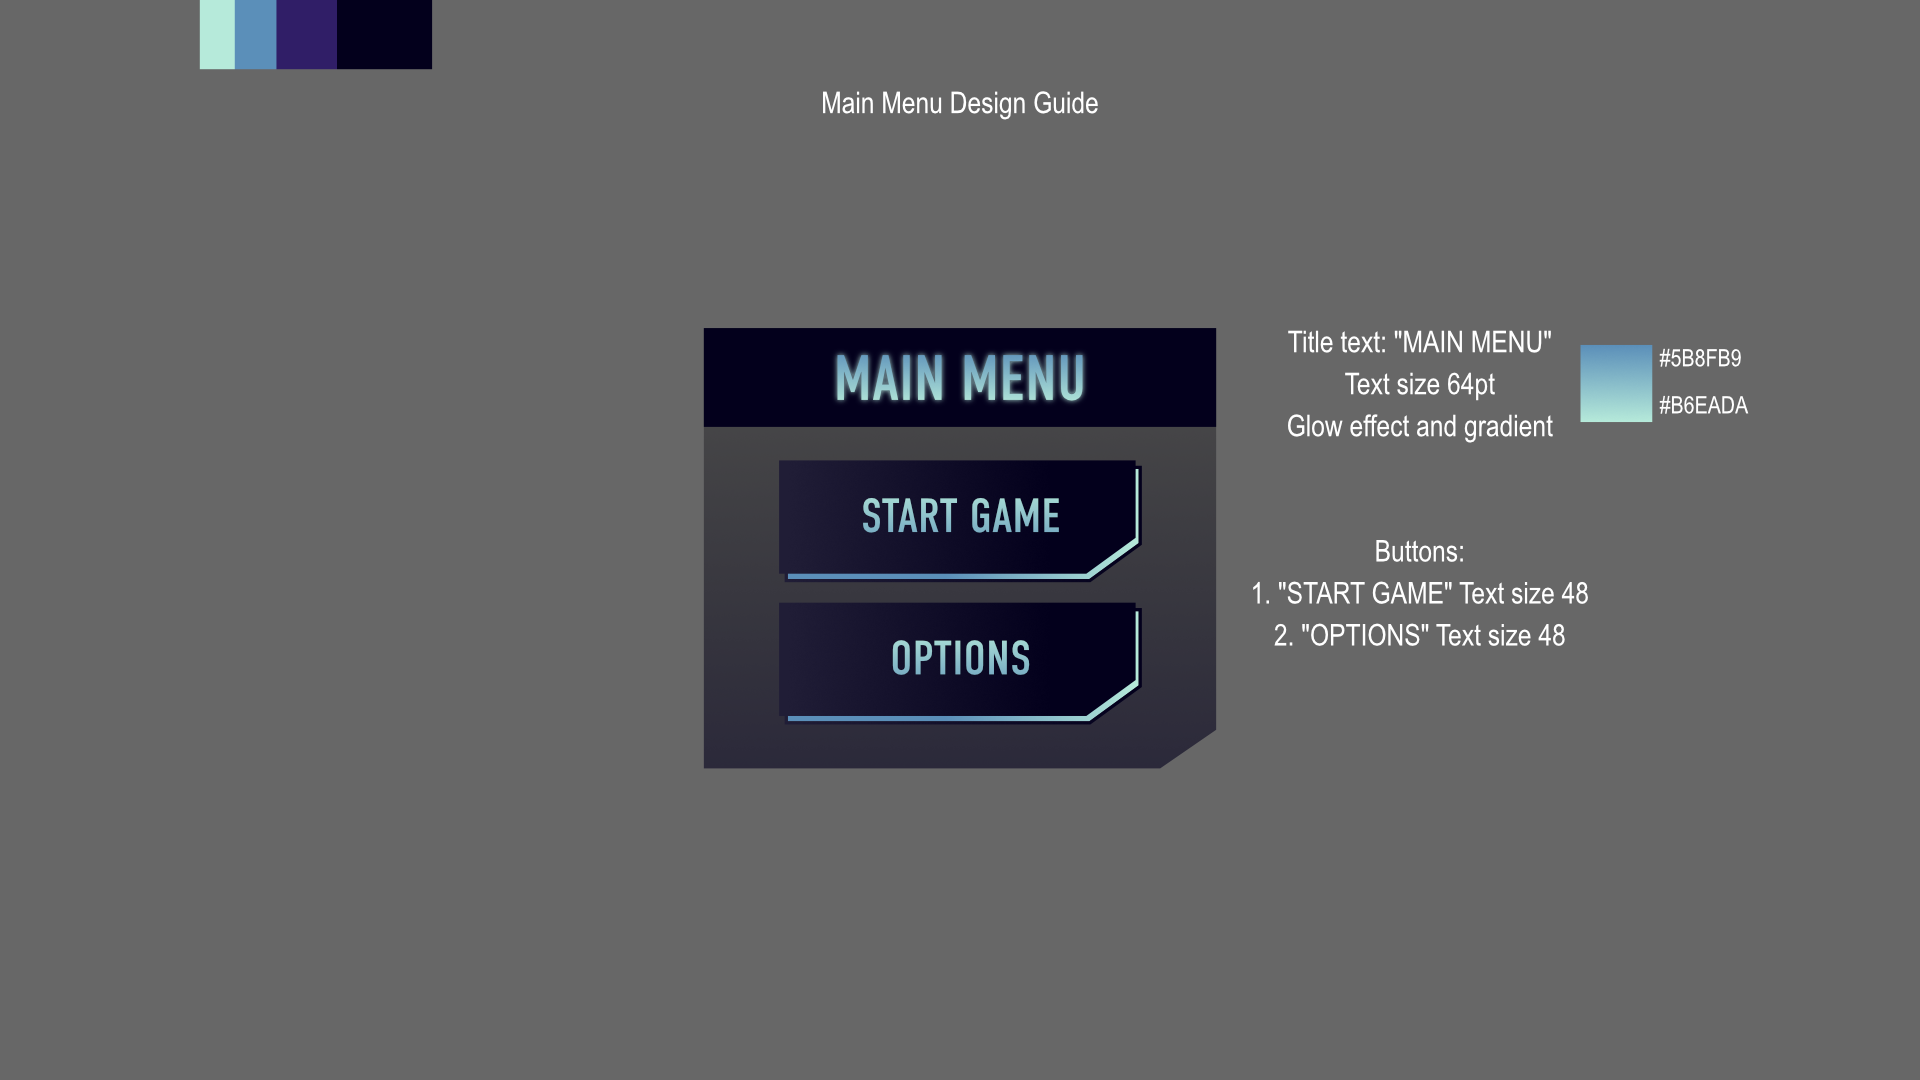 Main Menu Design Guide
MAIN MENU
START GAME
OPTIONS
Title text: "MAIN MENU"
Text size 64pt
Glow effect and gradient
#5B8FB9
#B6EADA
Buttons:
1. "START GAME" Text size 48
2. "OPTIONS" Text size 48